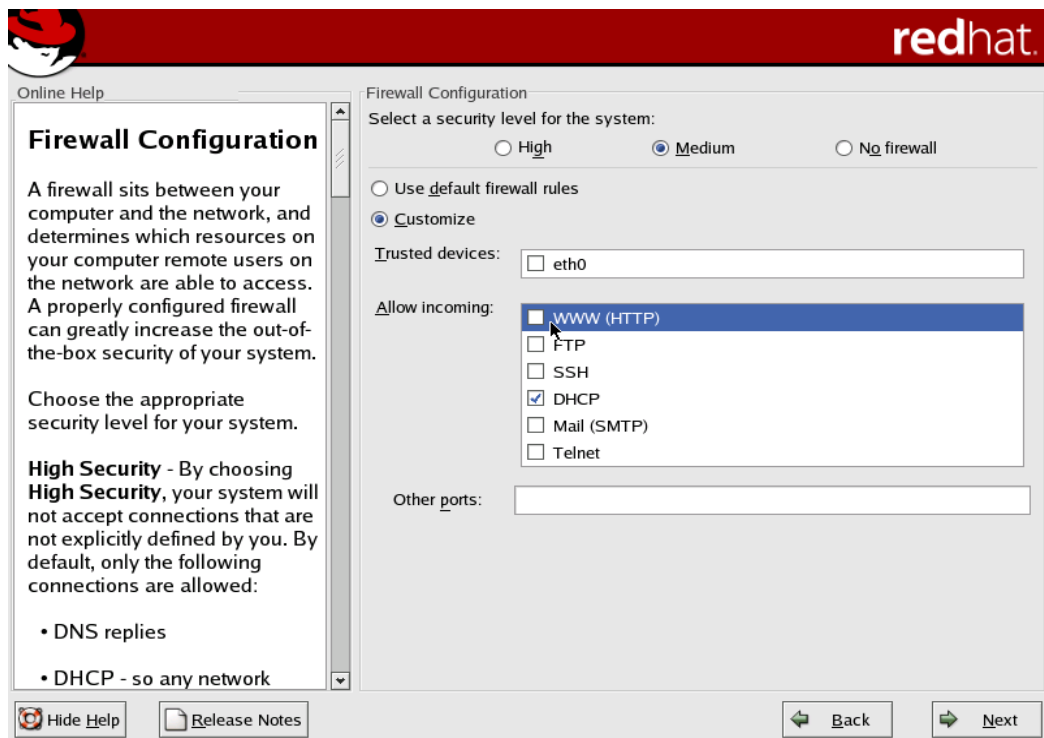 redhat.
Online Help
Firewall Configuration
A firewall sits between your
computer and the network, and
determines which resources on
your computer remote users on
the network are able to access.
A properly configured firewall
can greatly increase the out-of-
the-box security of your system.
Choose the appropriate
security level for your system.
High Security - By choosing
High Security, your system will
not accept connections that are
not explicitly defined by you. By
default, only the following
connections are allowed:
• DNS replies
• DHCP - so any network
Firewall Configuration
Select a security level for the system:
High
Medium
No firewall
Use default firewall rules
Customize
Trusted devices:
eth0
Allow incoming:
WWW (HTTP)
FTP
SSH
DHCP
Mail (SMTP)
Telnet
Other ports:
Hide Help
Release Notes
Back
Next